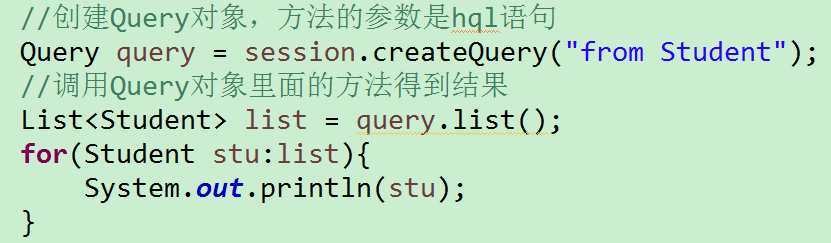 //创建Query对象，方法的参数是hql语句
Query query = session.createQuery("from Student");
//调用Query对象里面的方法得到结果
List<Student> list = query.list();
for(Student stu:list){
    System.out.println(stu);
}